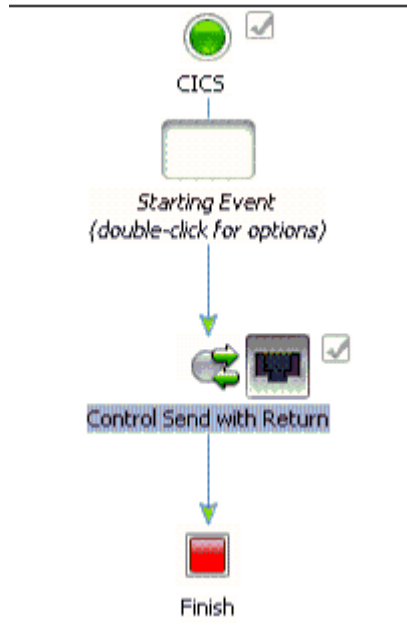 CICS
Starting Event
(double-click for options)
Control Send with Return
Finish